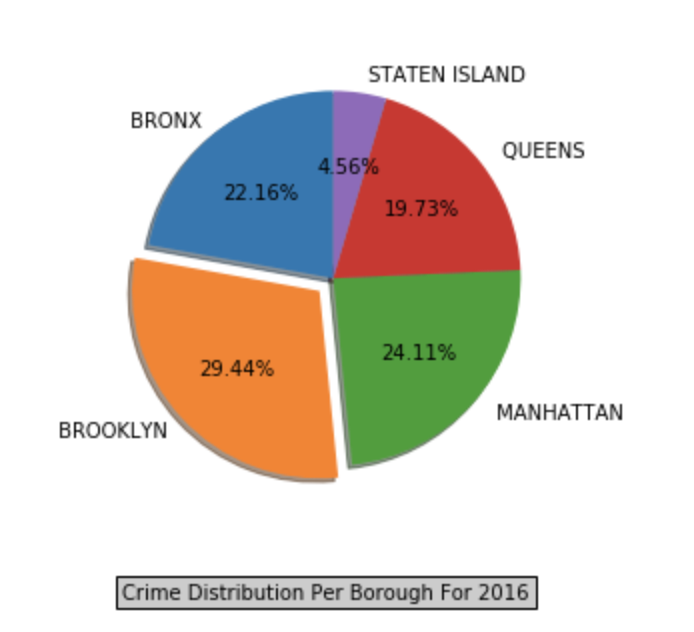 STATEN ISLAND
BRONX
QUEENS
4.56%
22.16%
19.73%
24.11%
29.44%
MANHATTAN
BROOKLYN
Crime Distribution Per Borough For 2016